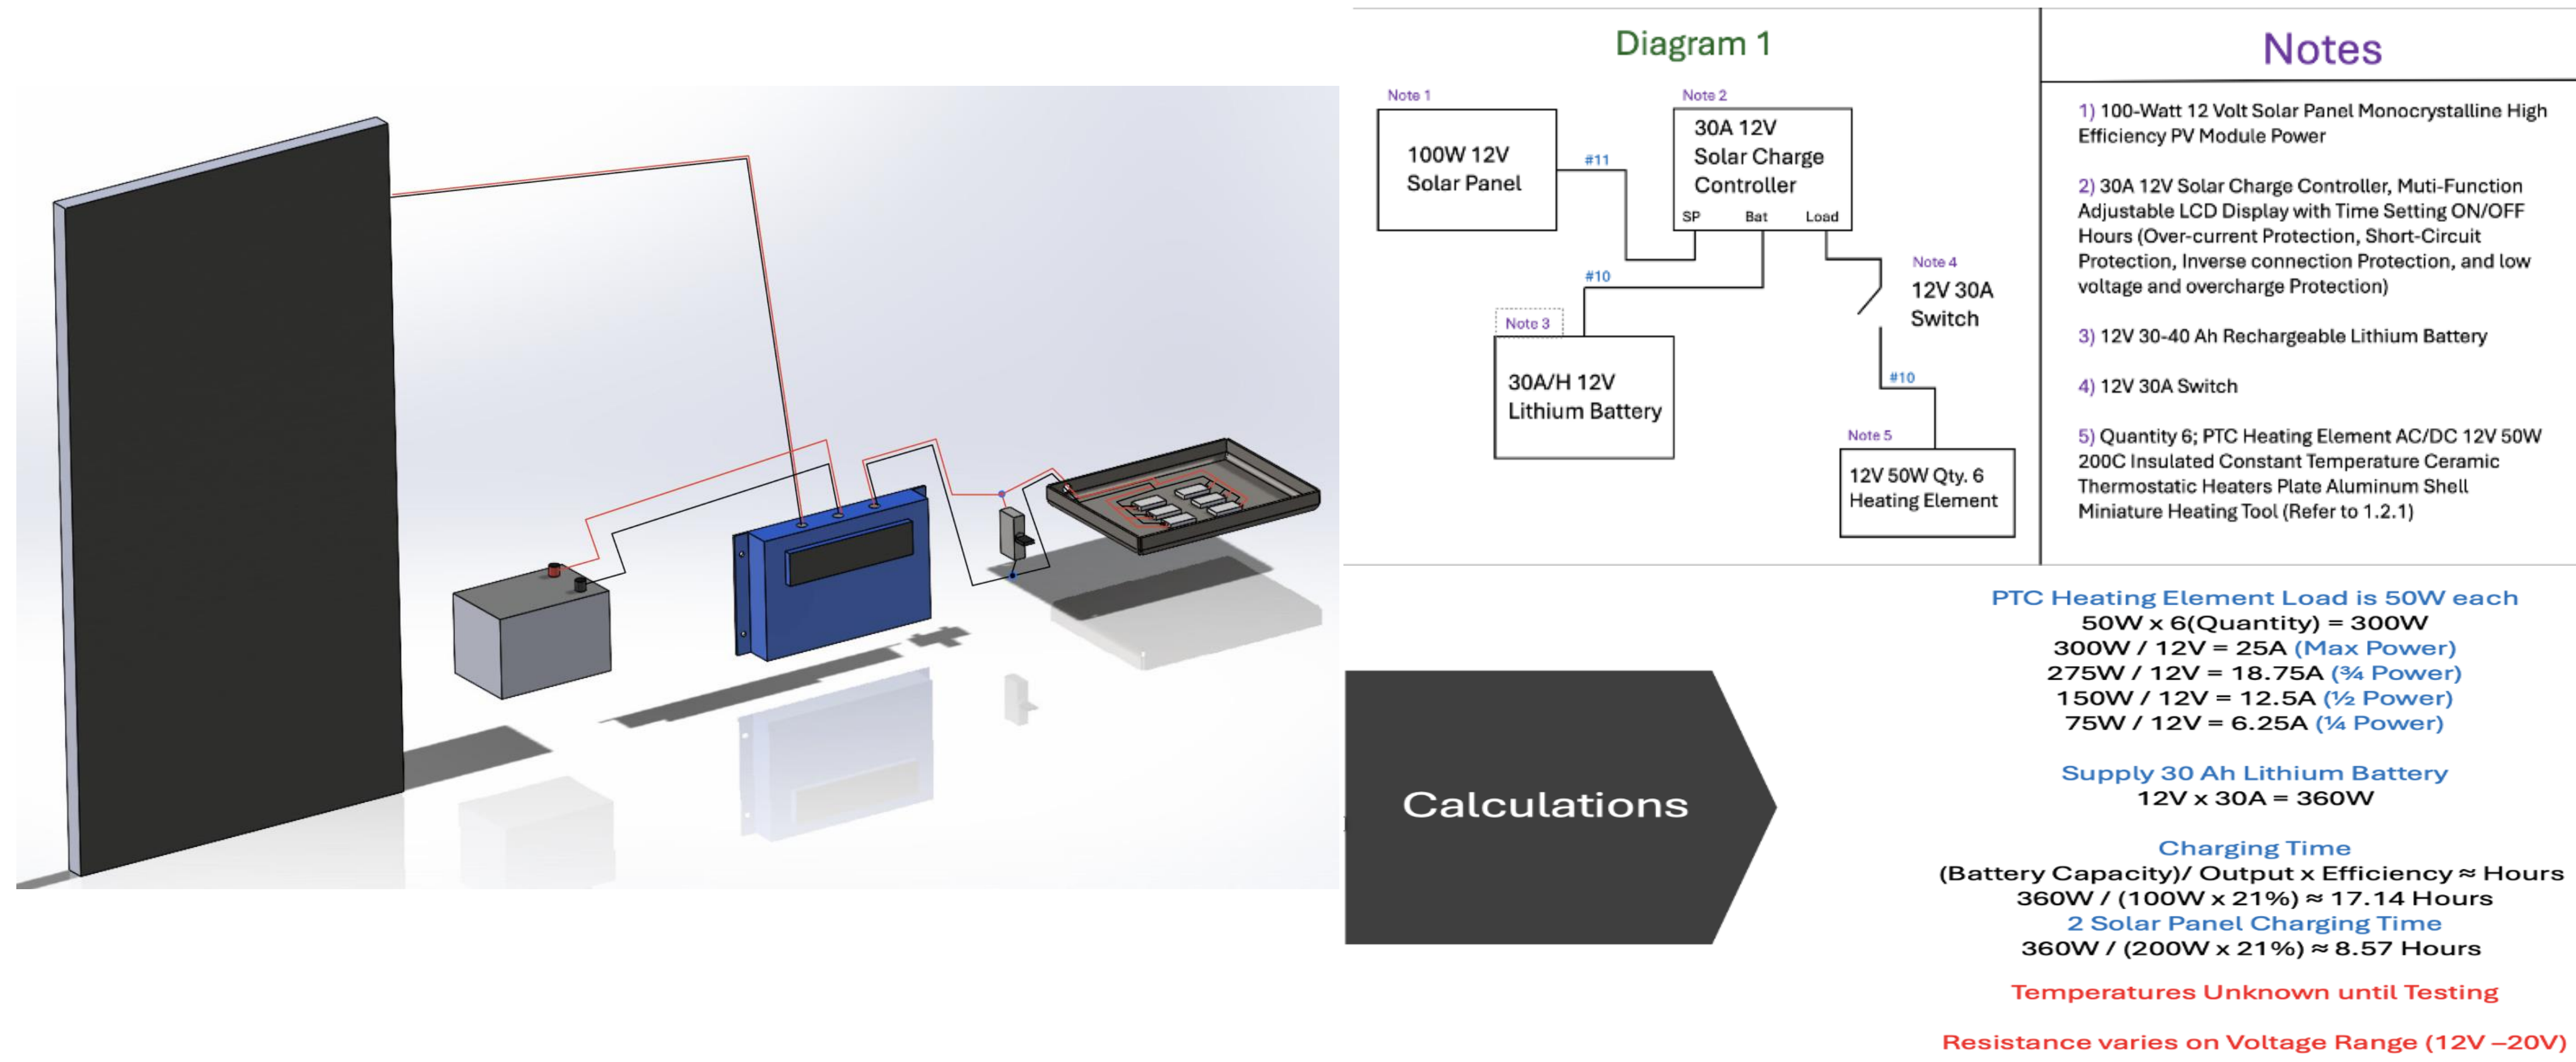 Diagram 1
Note 1
100W 12V
Solar Panel
#11
Note 2
30A 12V
Solar Charge
Controller
SP Bat Load
#10
Note 3
30A/H 12V
Lithium Battery
Note 4
12V 30A
Switch
#10
Note 5
12V 50W Qty. 6
Heating Element
Notes
1) 100-Watt 12 Volt Solar Panel Monocrystalline High
Efficiency PV Module Power
2) 30A 12V Solar Charge Controller, Muti-Function
Adjustable LCD Display with Time Setting ON/OFF
Hours (Over-current Protection, Short-Circuit
Protection, Inverse connection Protection, and low
voltage and overcharge Protection)
3) 12V 30-40 Ah Rechargeable Lithium Battery
4) 12V 30A Switch
5) Quantity 6; PTC Heating Element AC/DC 12V 50W
200C Insulated Constant Temperature Ceramic
Thermostatic Heaters Plate Aluminum Shell
Miniature Heating Tool (Refer to 1.2.1)
Calculations
PTC Heating Element Load is 50W each
50W x 6(Quantity) = 300W
300W / 12V = 25A (Max Power)
275W / 12V = 18.75A (¾ Power)
150W / 12V = 12.5A (½ Power)
75W / 12V = 6.25A (¼ Power)
Supply 30 Ah Lithium Battery
12V x 30A = 360W
Charging Time
(Battery Capacity)/ Output x Efficiency ≈ Hours
360W / (100W x 21%) ≈ 17.14 Hours
2 Solar Panel Charging Time
360W / (200W x 21%) ≈ 8.57 Hours
Temperatures Unknown until Testing
Resistance varies on Voltage Range (12V –20V)